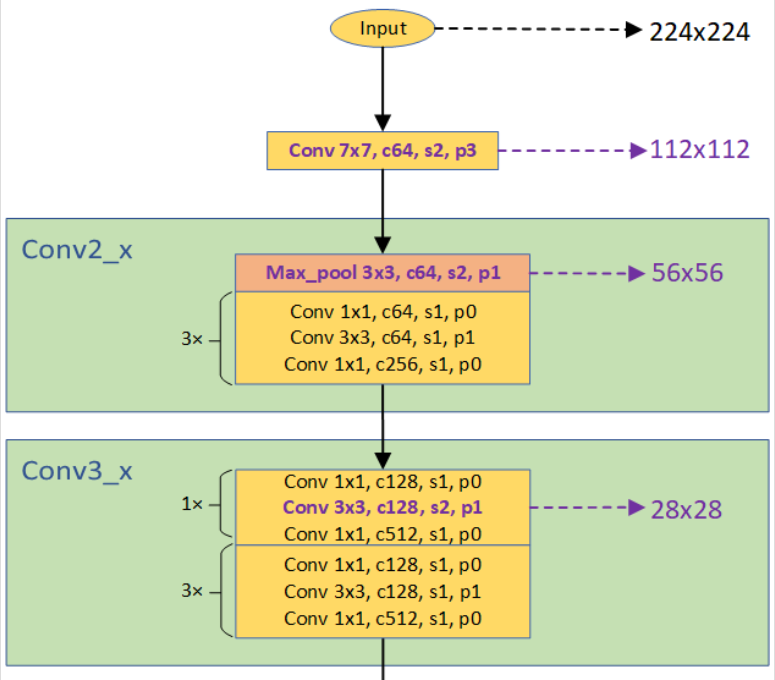 Input
224x224
Conv 7x7, c64, s2, p3
112x112
Conv2_x
Max_pool 3x3, c64, s2, p1
56x56
3×
Conv 1x1, c64, s1, p0
Conv 3x3, c64, s1, p1
Conv 1x1, c256, s1, p0
Conv3_x
1×
Conv 1x1, c128, s1, p0
Conv 3x3, c128, s2, p1
Conv 1x1, c512, s1, p0
28x28
3×
Conv 1x1, c128, s1, p0
Conv 3x3, c128, s1, p1
Conv 1x1, c512, s1, p0